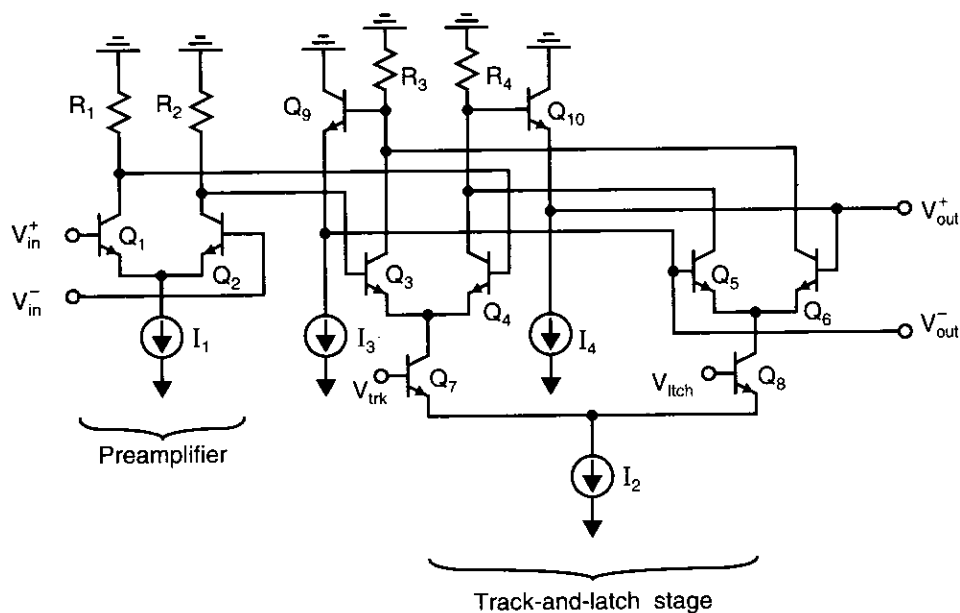 R₁
R₂
R₃
R₄
Q₉
Q₁₀
V⁺in
Q₁
Q₂
V⁻in
Q₃
Q₄
Q₅
Q₆
V⁺out
V⁻out
I₁
I₃
I₄
Vtrk
Q₇
Vltch
Q₈
I₂
Preamplifier
Track-and-latch stage